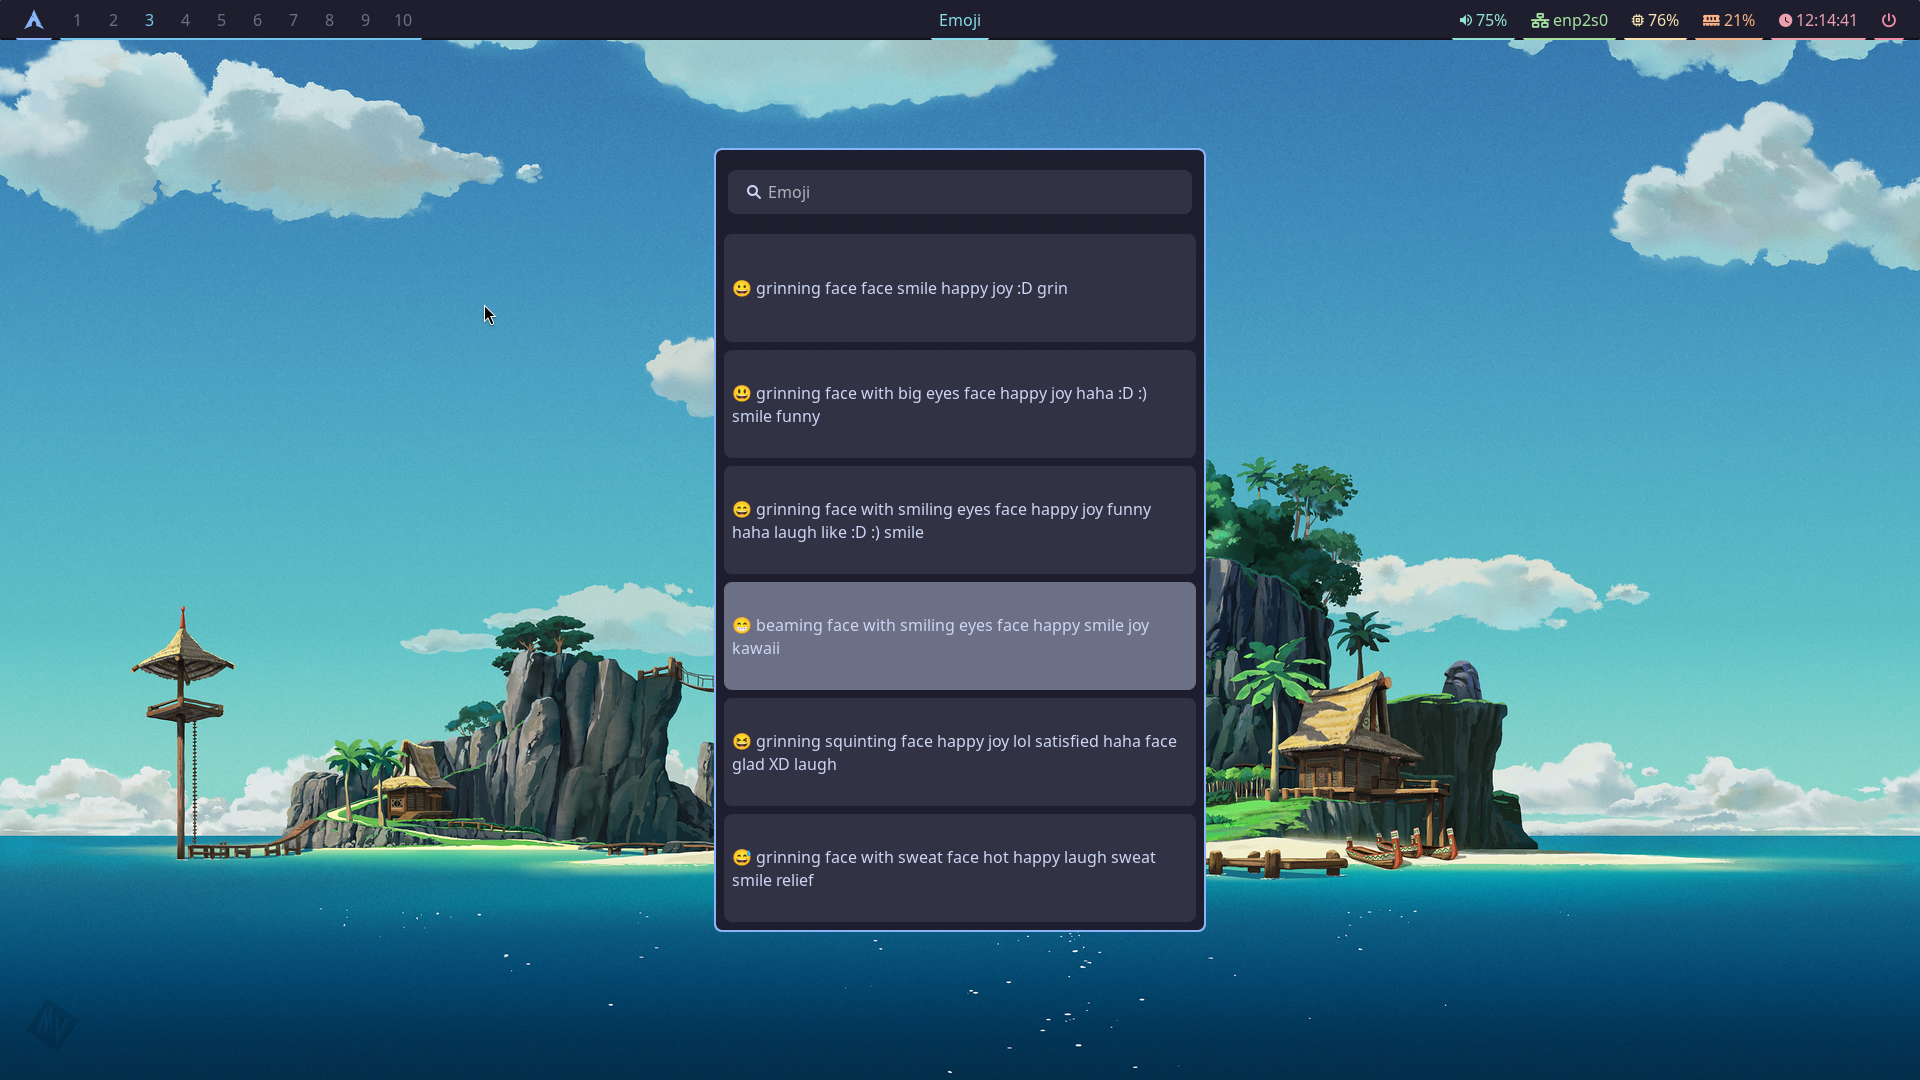 1 2 3 4 5 6 7 8 9 10 Emoji 75% enp2s0 76% 21% 12:14:41
Emoji
😀 grinning face face smile happy joy :D grin
😃 grinning face with big eyes face happy joy haha :D :)
smile funny
😄 grinning face with smiling eyes face happy joy funny
haha laugh like :D :) smile
😁 beaming face with smiling eyes face happy smile joy
kawaii
😆 grinning squinting face happy joy lol satisfied haha face
glad XD laugh
😅 grinning face with sweat face hot happy laugh sweat
smile relief